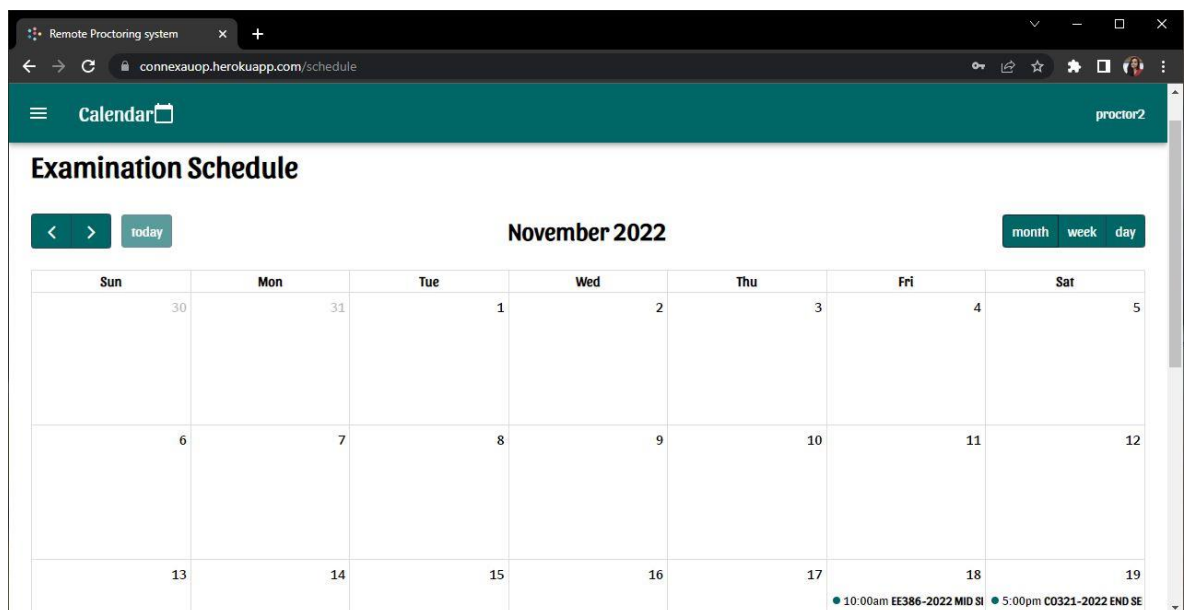 Remote Proctoring system
connexauop.herokuapp.com/schedule
Calendar
proctor2
Examination Schedule
today
November 2022
month week day
Sun Mon Tue Wed Thu Fri Sat
30 31 1 2 3 4 5
6 7 8 9 10 11 12
13 14 15 16 17 18 19
10:00am EE386-2022 MID 5:00pm CO321-2022 END SE